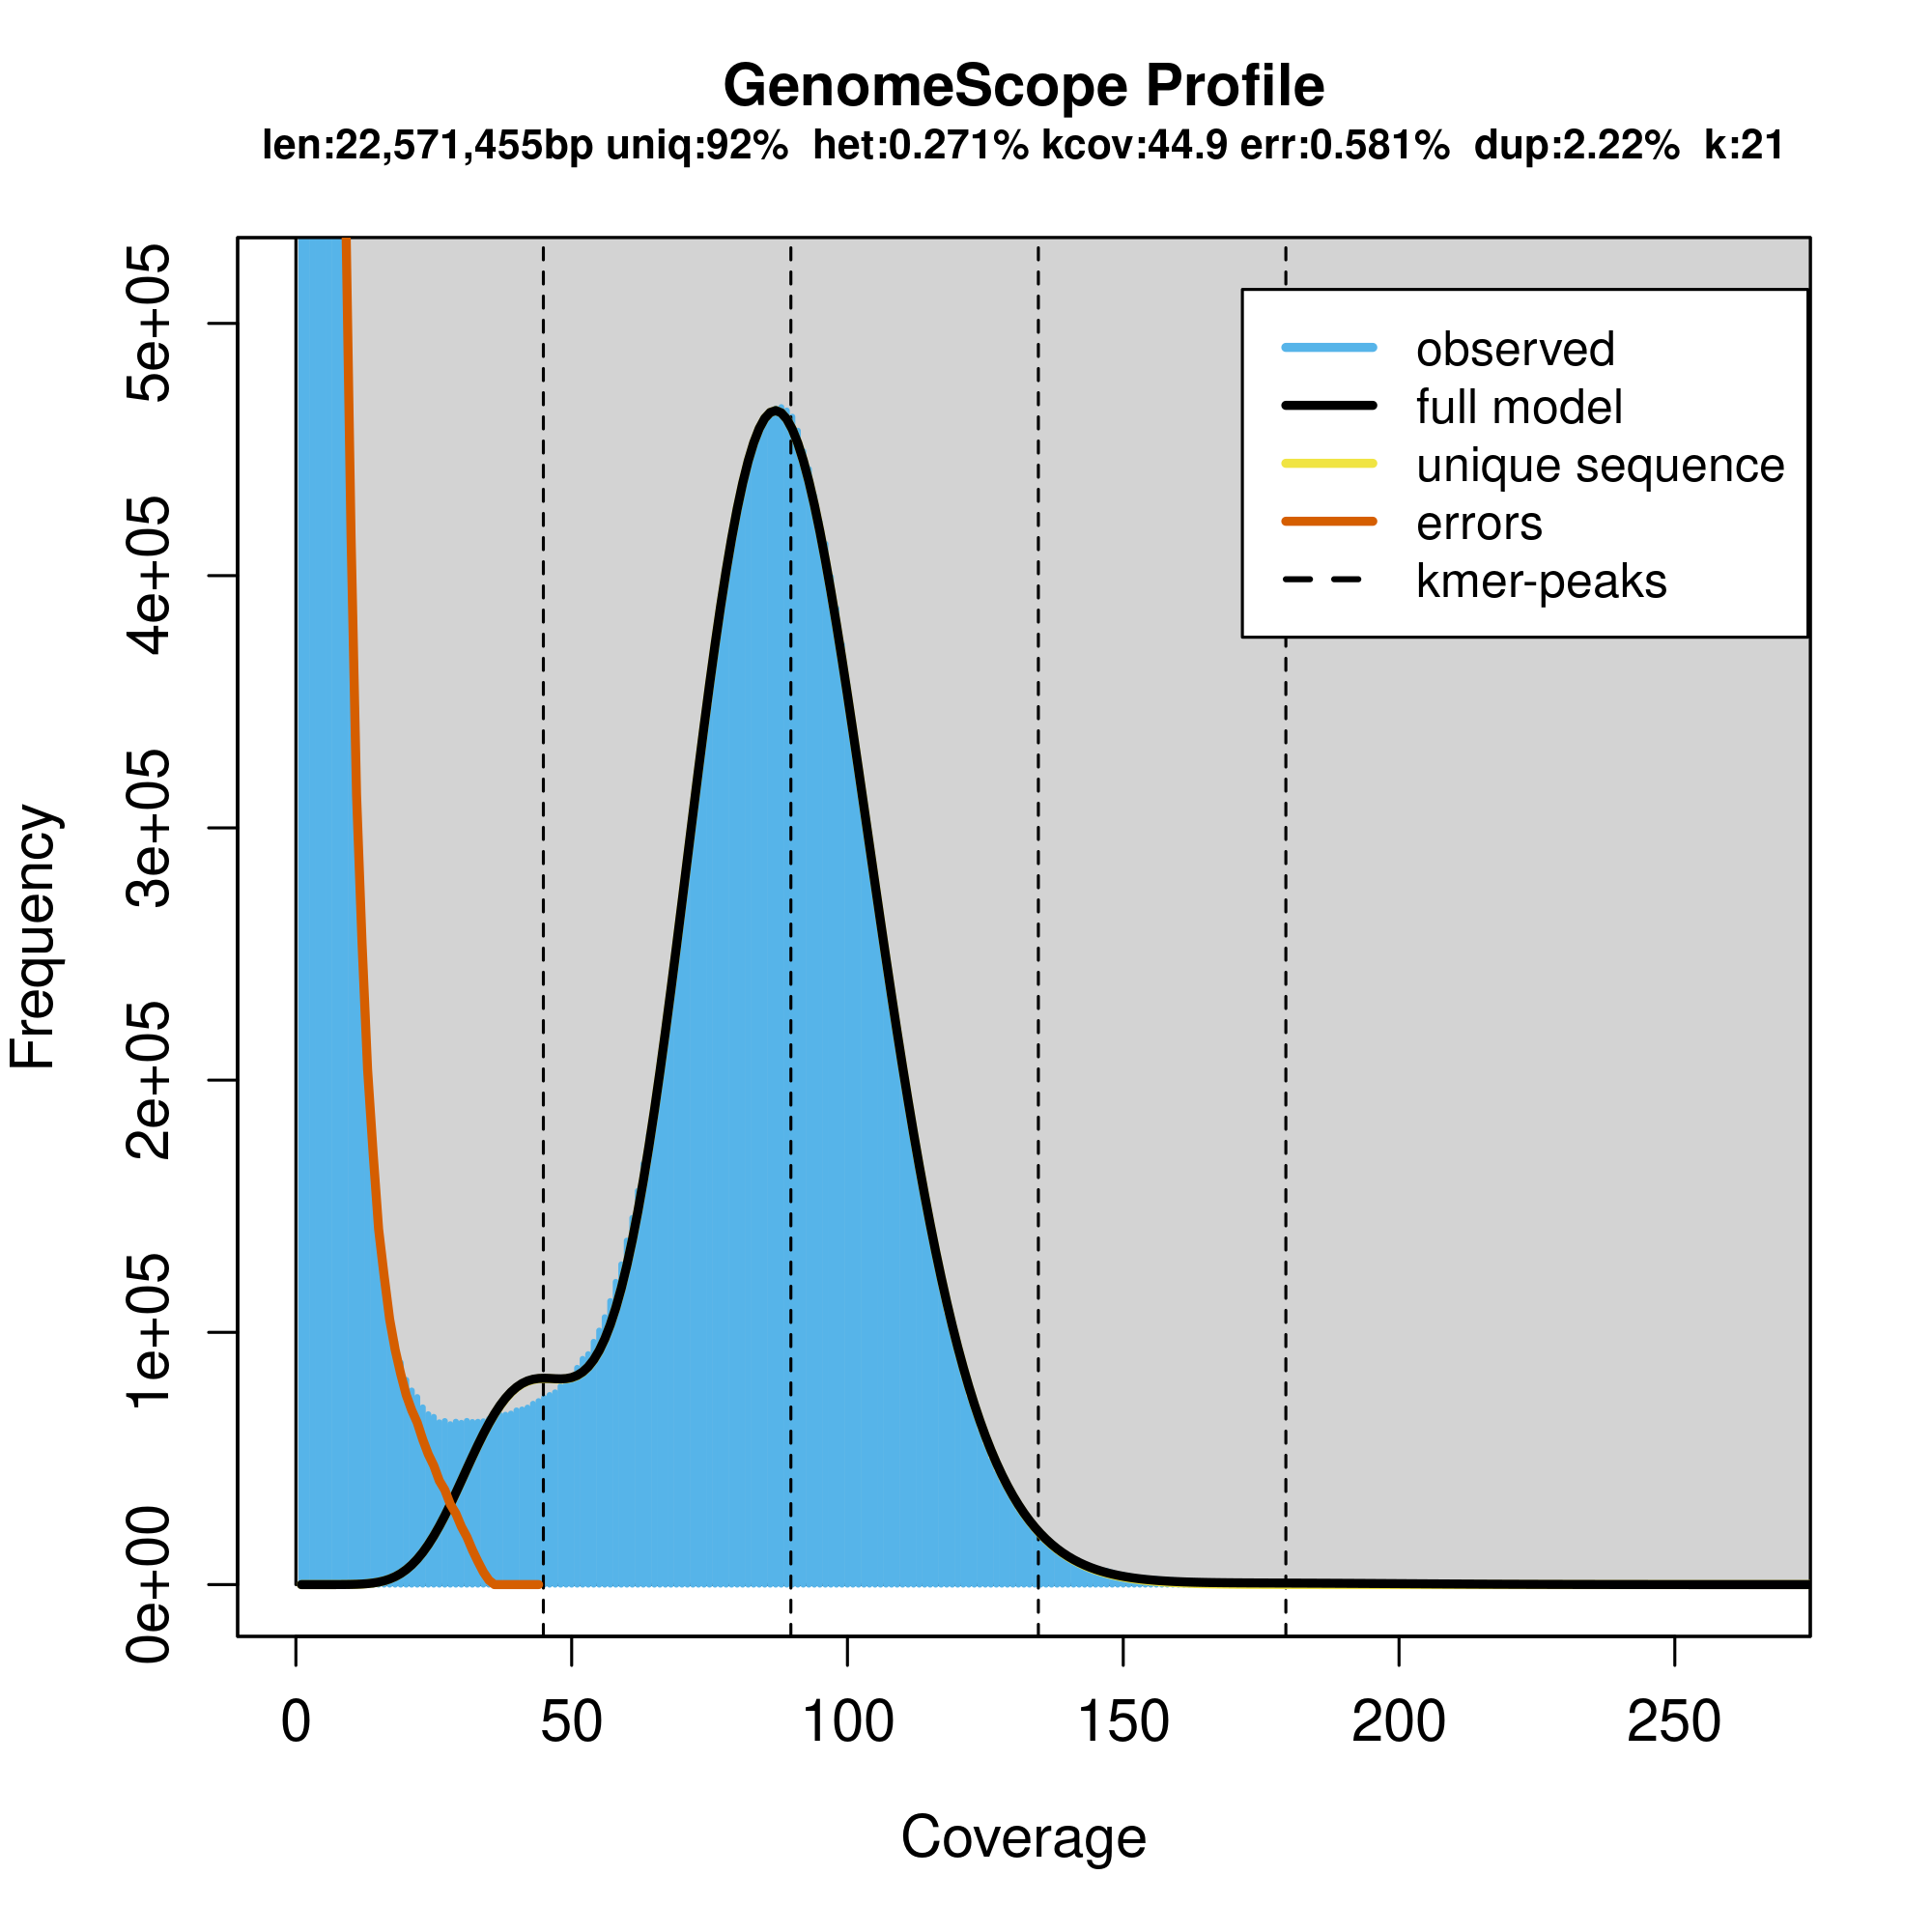 GenomeScope Profile
len:22,571,455bp uniq:92% het:0.271% kcov:44.9 err:0.581% dup:2.22% k:21
Frequency
5e+05
4e+05
3e+05
2e+05
1e+05
0e+00
observed
full model
unique sequence
errors
kmer-peaks
0 50 100 150 200 250
Coverage